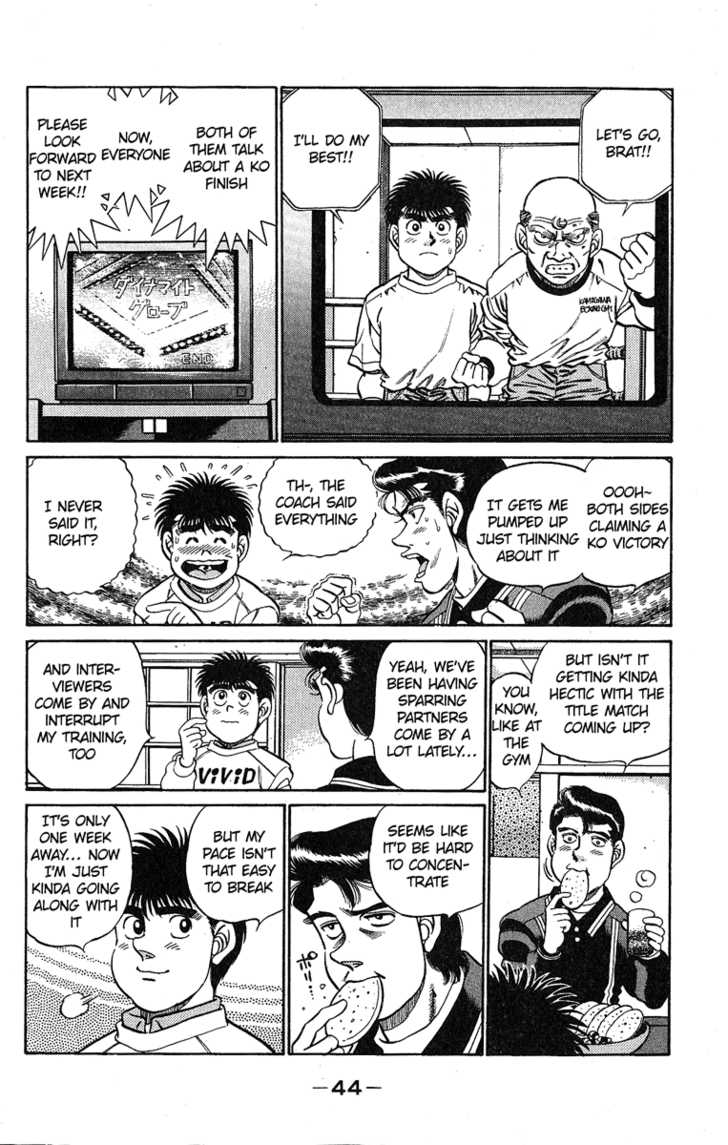 LET'S GO,
BRAT!!
I'LL DO MY
BEST!!
KAMAGAWA
BOXING GYM
BOTH OF
THEM TALK
ABOUT A KO
FINISH
NOW,
EVERYONE
PLEASE
LOOK
FORWARD
TO NEXT
WEEK!!
ダイナマイト
グローブ
END
OOOH~
BOTH SIDES
CLAIMING A
KO VICTORY
IT GETS ME
PUMPED UP
JUST THINKING
ABOUT IT
TH-, THE
COACH SAID
EVERYTHING
I NEVER
SAID IT,
RIGHT?
BUT ISN'T IT
GETTING KINDA
HECTIC WITH THE
TITLE MATCH
COMING UP?
YOU
KNOW,
LIKE AT
THE
GYM
YEAH, WE'VE
BEEN HAVING
SPARRING
PARTNERS
COME BY A
LOT LATELY...
AND INTER-
VIEWERS
COME BY AND
INTERRUPT
MY TRAINING,
TOO
ViViD
SEEMS LIKE
IT'D BE HARD
TO CONCEN-
TRATE
ポリ…
BUT MY
PACE ISN'T
THAT EASY
TO BREAK
IT'S ONLY
ONE WEEK
AWAY... NOW
I'M JUST
KINDA GOING
ALONG WITH
IT
-44-